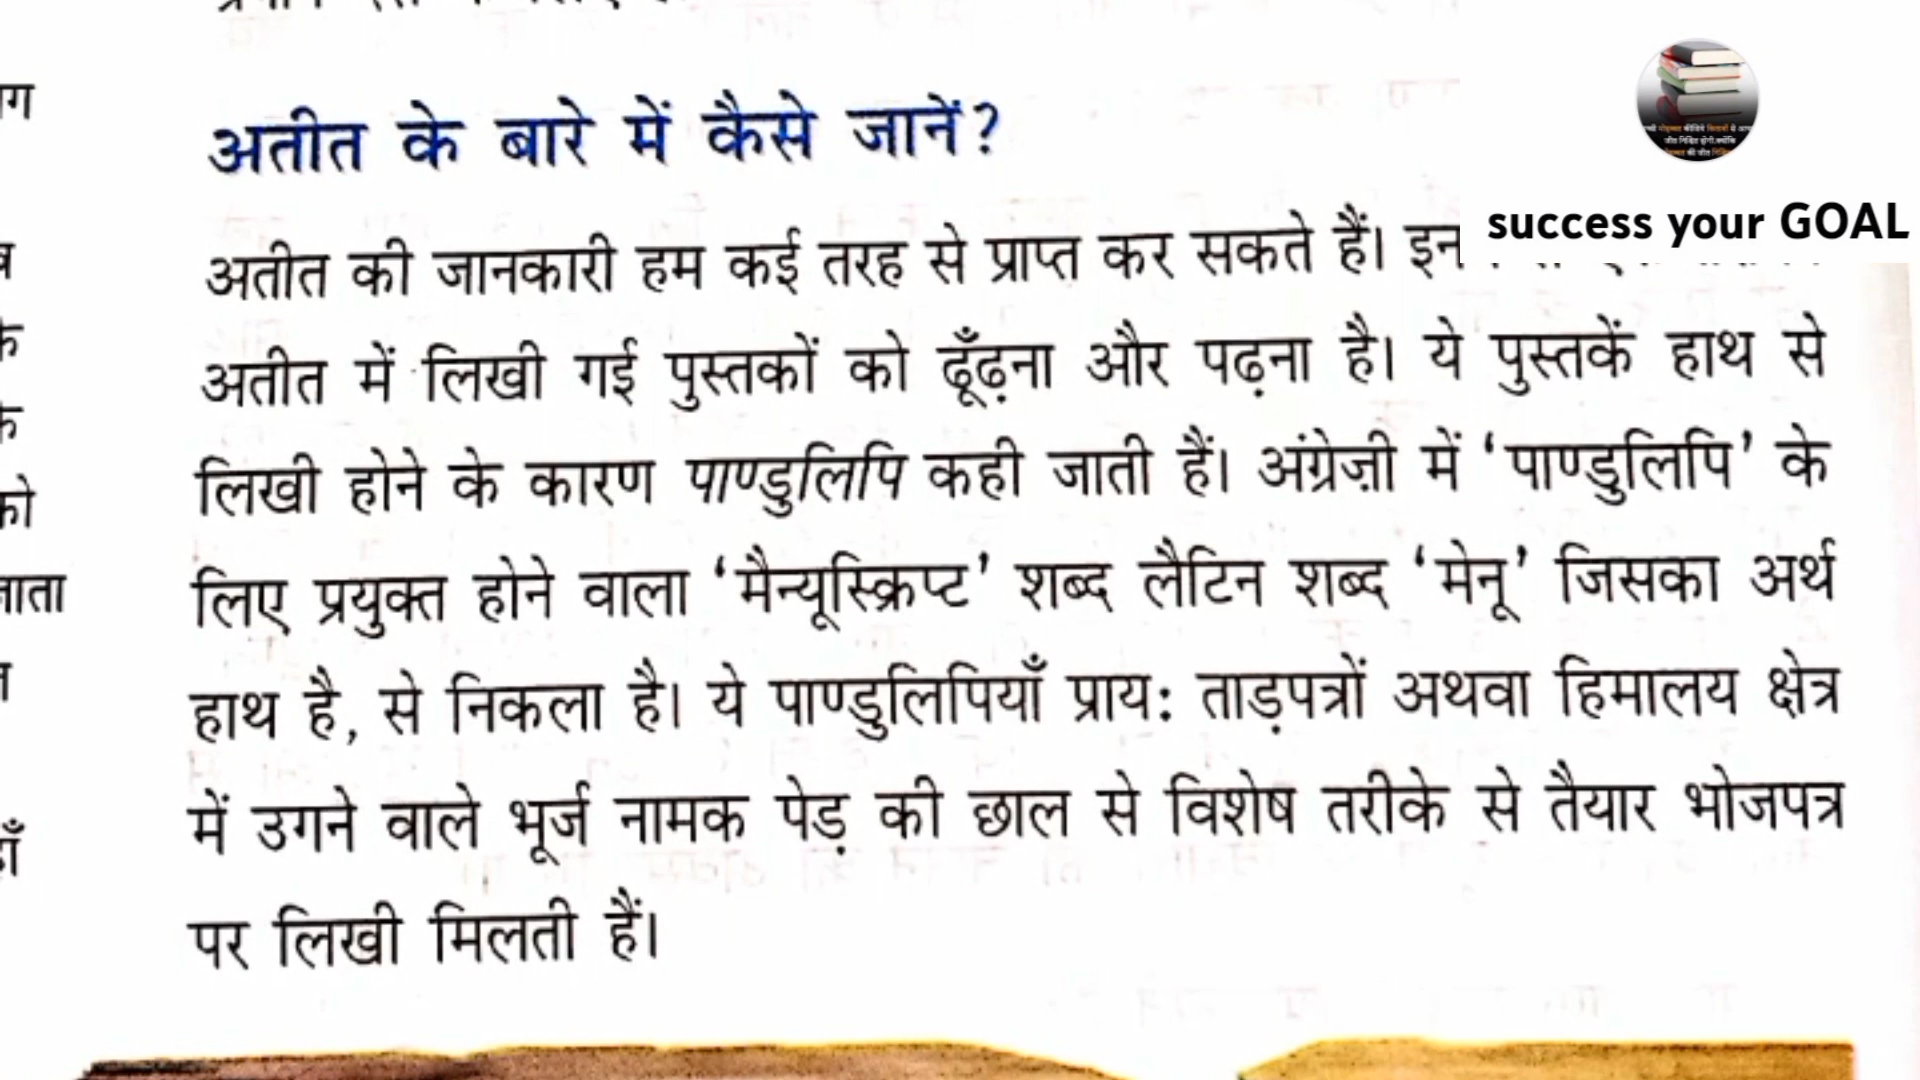 अतीत के बारे में कैसे जानें?
success your GOAL
अतीत की जानकारी हम कई तरह से प्राप्त कर सकते हैं। इन
अतीत में लिखी गई पुस्तकों को ढूँढ़ना और पढ़ना है। ये पुस्तकें हाथ से
लिखी होने के कारण पाण्डुलिपि कही जाती हैं। अंग्रेज़ी में ‘पाण्डुलिपि’ के
लिए प्रयुक्त होने वाला ‘मैन्यूस्क्रिप्ट’ शब्द लैटिन शब्द ‘मेनू’ जिसका अर्थ
हाथ है, से निकला है। ये पाण्डुलिपियाँ प्राय: ताड़पत्रों अथवा हिमालय क्षेत्र
में उगने वाले भूर्ज नामक पेड़ की छाल से विशेष तरीके से तैयार भोजपत्र
पर लिखी मिलती हैं।